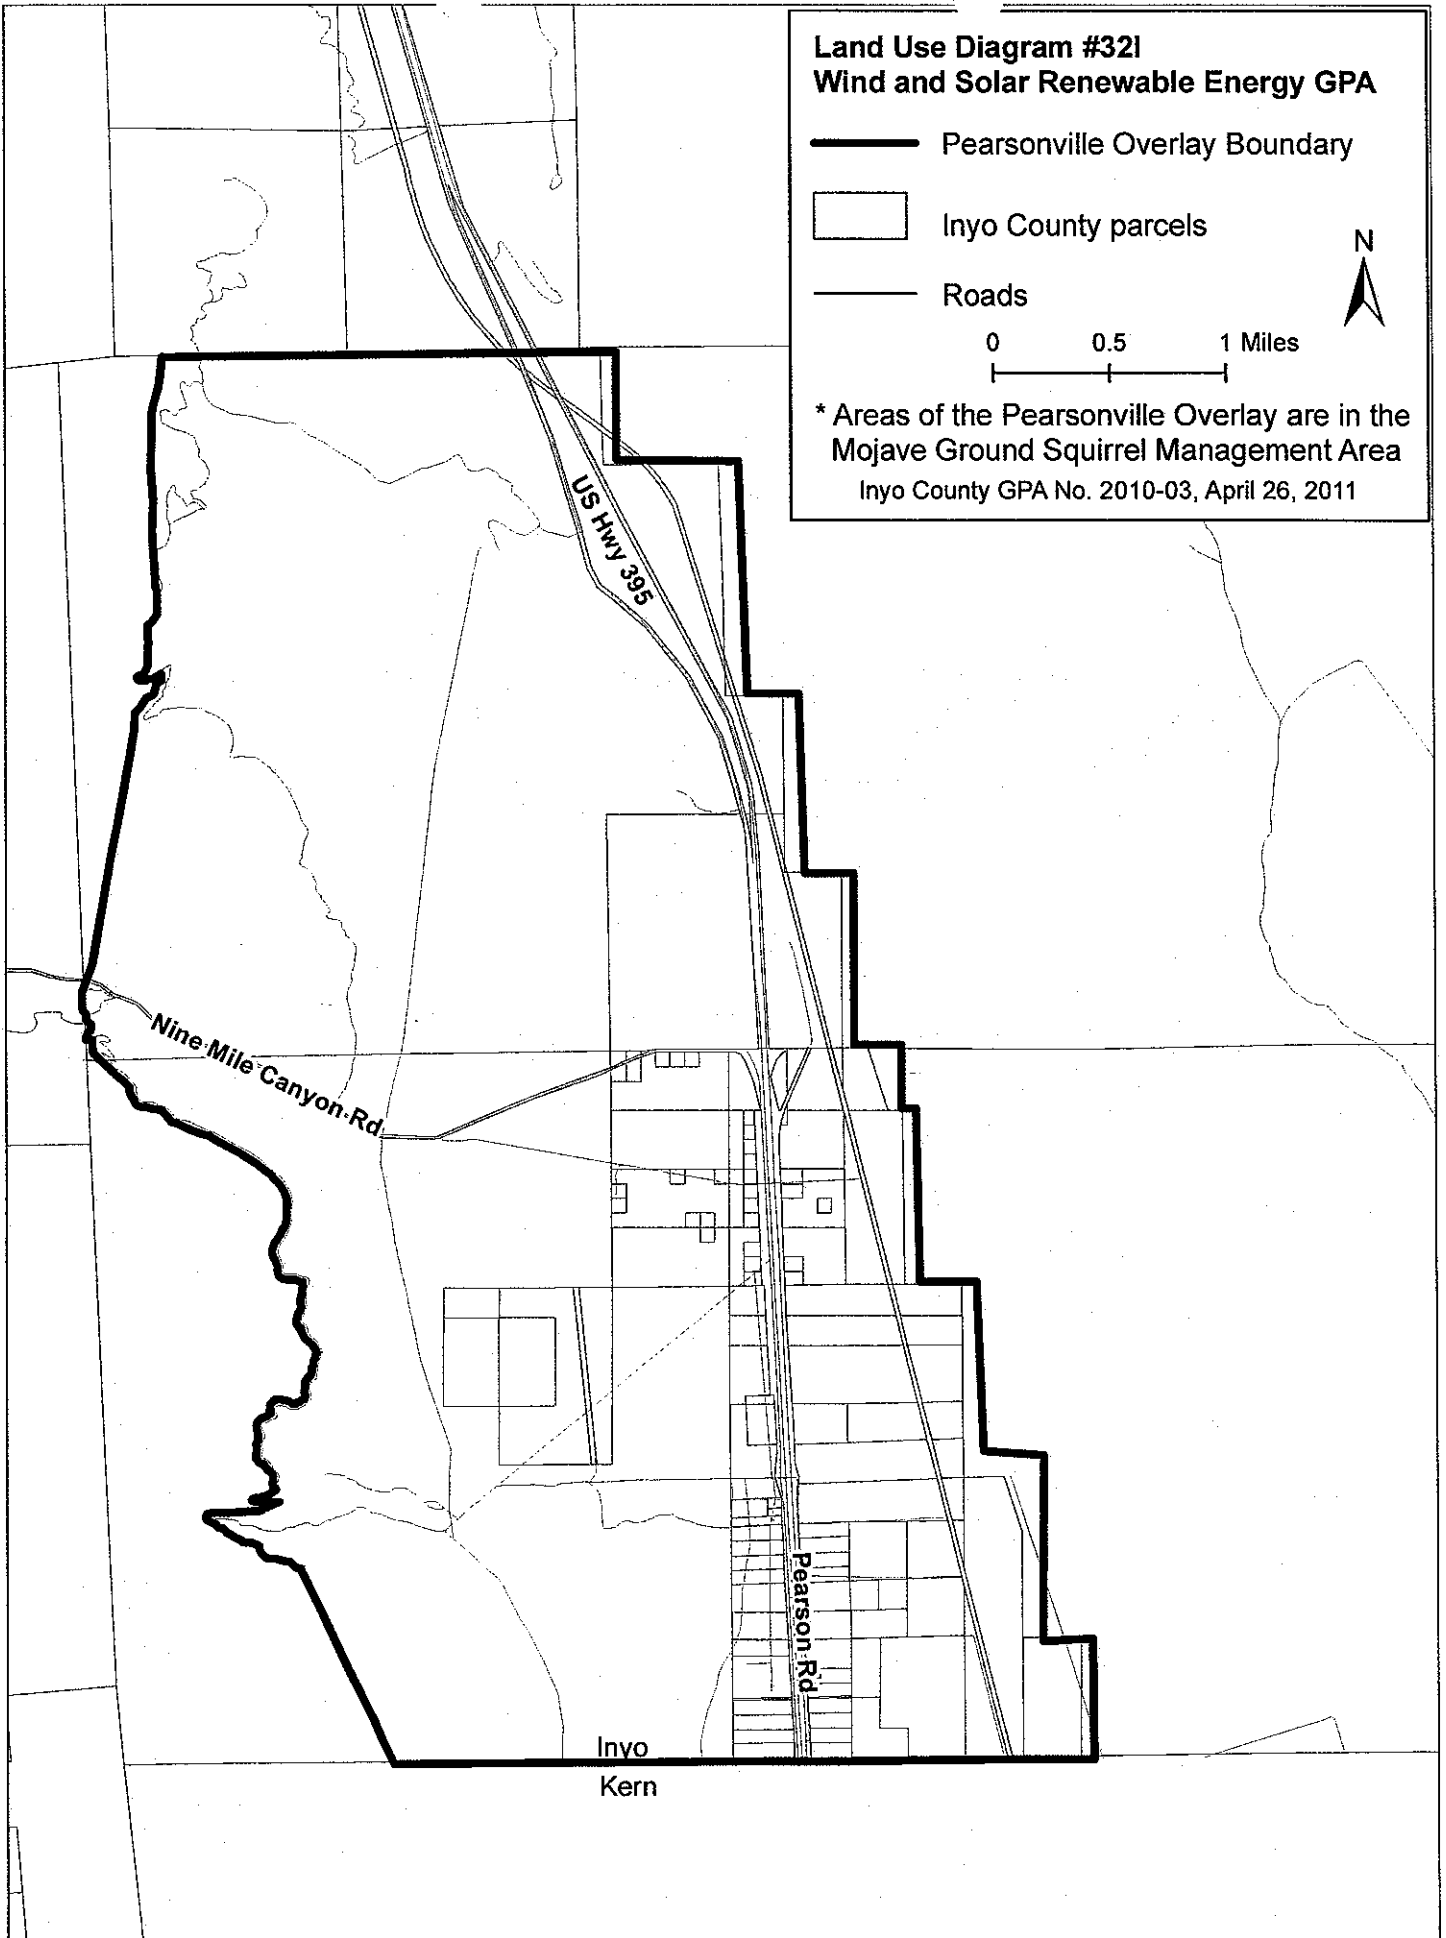 Land Use Diagram #32I
Wind and Solar Renewable Energy GPA
Pearsonville Overlay Boundary
Inyo County parcels
N
Roads
0 0.5 1 Miles
* Areas of the Pearsonville Overlay are in the
Mojave Ground Squirrel Management Area
Inyo County GPA No. 2010-03, April 26, 2011
US Hwy 395
Nine Mile Canyon Rd
Pearson Rd
Inyo
Kern